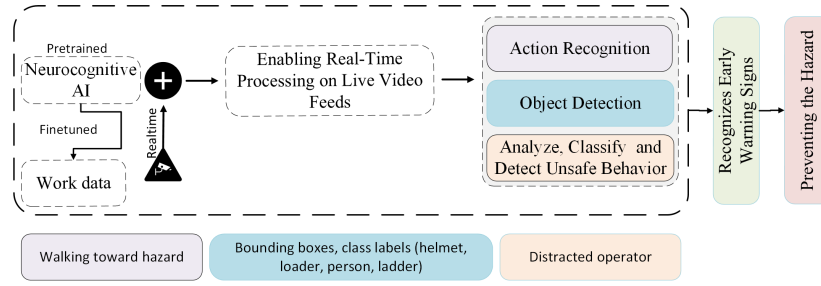 Pretrained
Neurocognitive
AI
Finetuned
Work data
Realtime
Enabling Real-Time
Processing on Live Video
Feeds
Action Recognition
Object Detection
Analyze, Classify and
Detect Unsafe Behavior
Recognizes Early
Warning Signs
Preventing the Hazard
Walking toward hazard
Bounding boxes, class labels (helmet,
loader, person, ladder)
Distracted operator